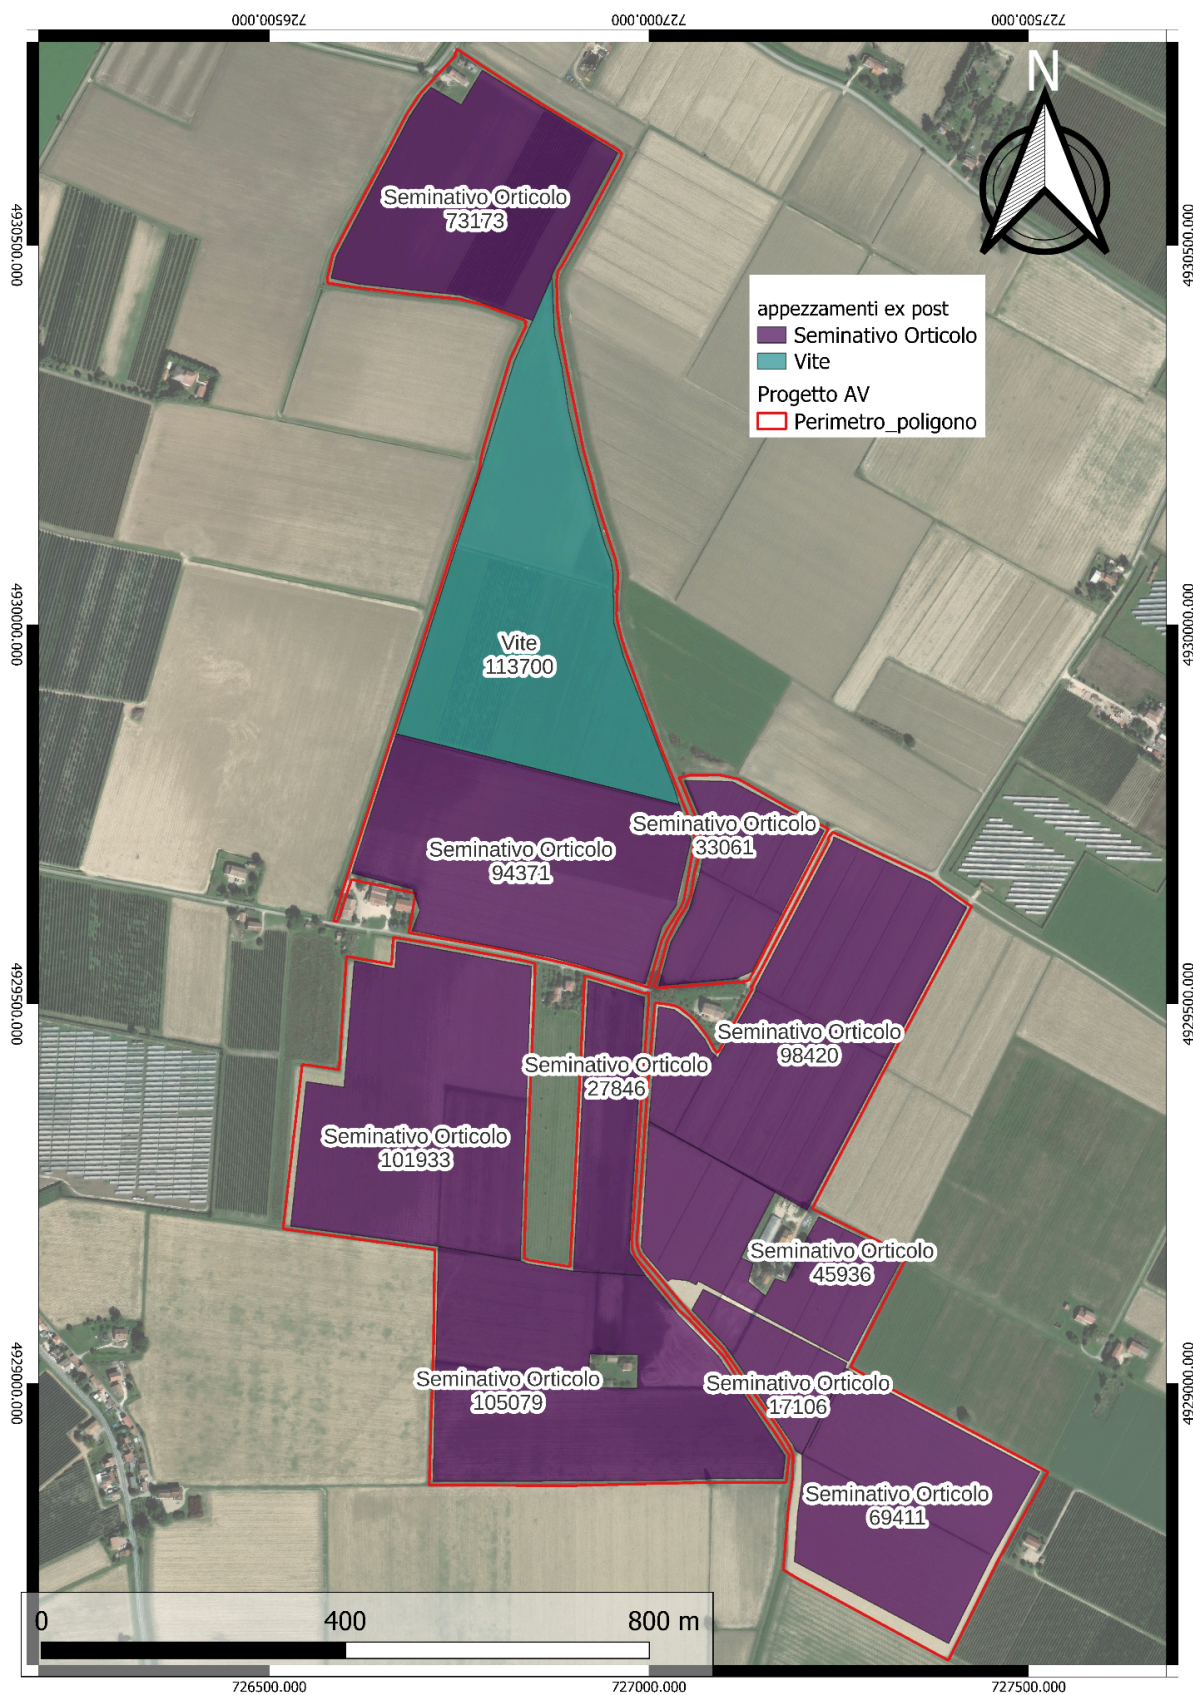 726500.000
727000.000
727500.000
N
Seminativo Orticolo
73173
4930500.000
4930500.000
appezzamenti ex post
Seminativo Orticolo
Vite
Progetto AV
Perimetro_poligono
4930000.000
4930000.000
Vite
113700
Seminativo Orticolo
33061
Seminativo Orticolo
94371
4929500.000
4929500.000
Seminativo Orticolo
98420
Seminativo Orticolo
27846
Seminativo Orticolo
101933
Seminativo Orticolo
45936
4929000.000
4929000.000
Seminativo Orticolo
105079
Seminativo Orticolo
17106
Seminativo Orticolo
69411
0 400 800 m
726500.000
727000.000
727500.000